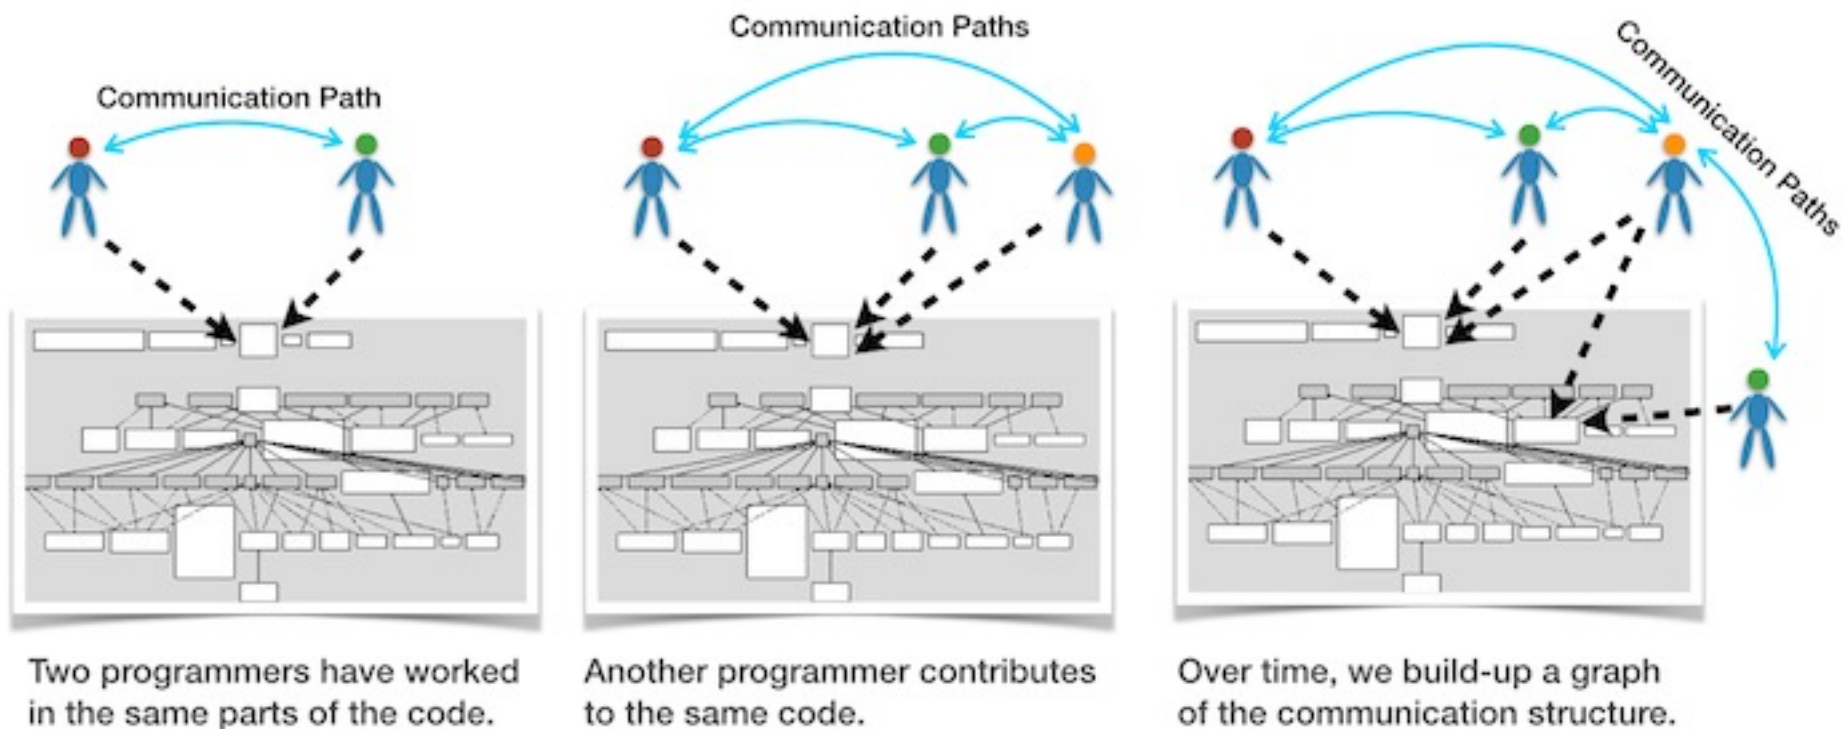 Communication Path
Two programmers have worked
in the same parts of the code.
Communication Paths
Another programmer contributes
to the same code.
Communication Paths
Over time, we build-up a graph
of the communication structure.